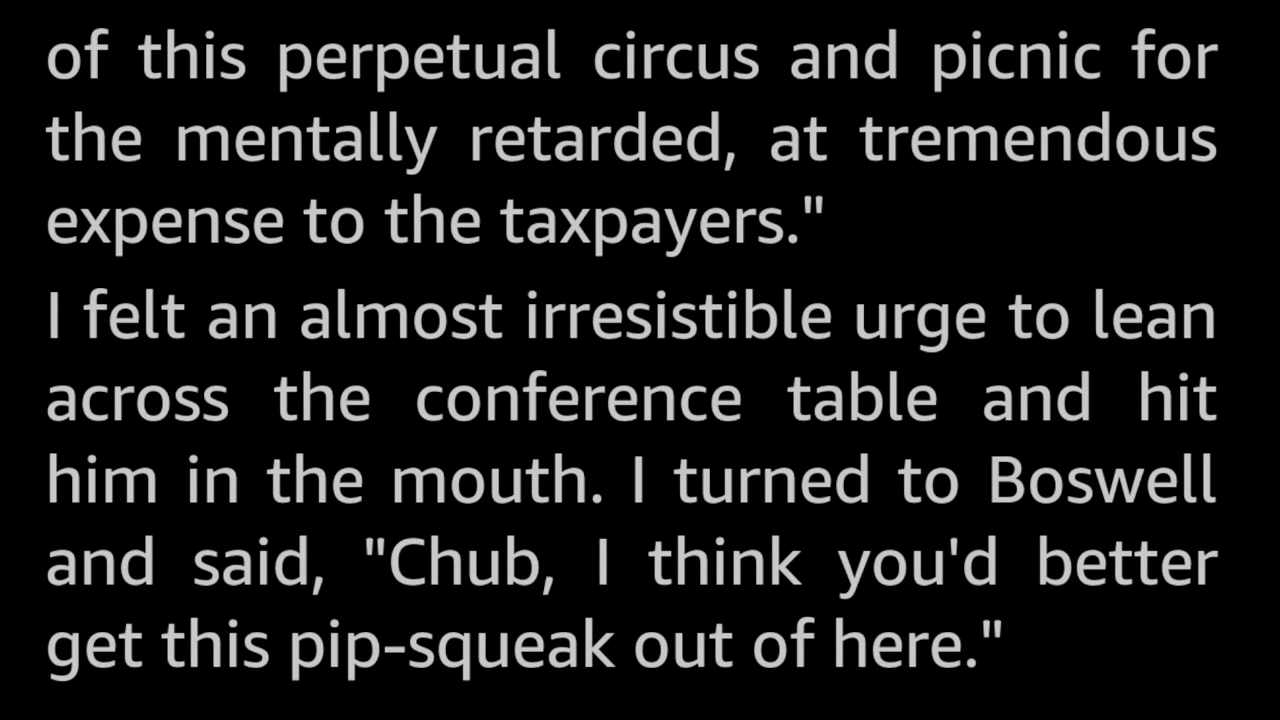 of this perpetual circus and picnic for
the mentally retarded, at tremendous
expense to the taxpayers."
I felt an almost irresistible urge to lean
across the conference table and hit
him in the mouth. I turned to Boswell
and said, "Chub, I think you'd better
get this pip-squeak out of here."